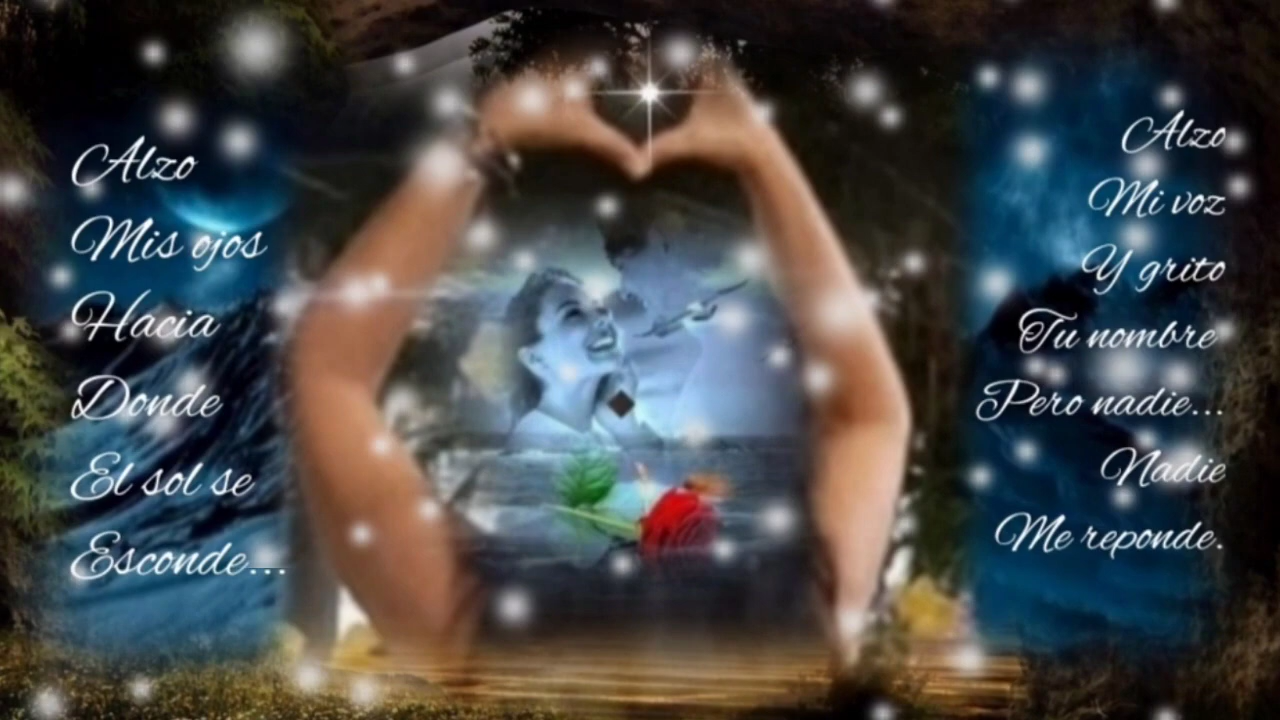 Alzo
Mis ojos
Hacia
Donde
El sol se
Esconde...
Alzo
Mi voz
Y grito
Tu nombre
Pero nadie...
Nadie
Me reponde.